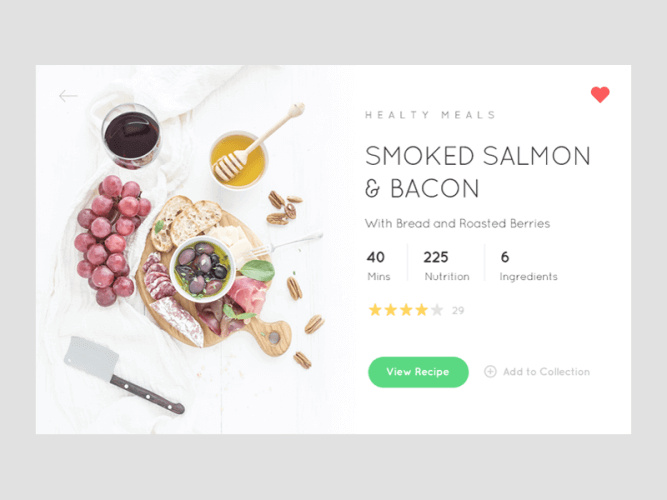 HEALTY MEALS
SMOKED SALMON
& BACON
With Bread and Roasted Berries
40 225 6
Mins Nutrition Ingredients
29
View Recipe Add to Collection